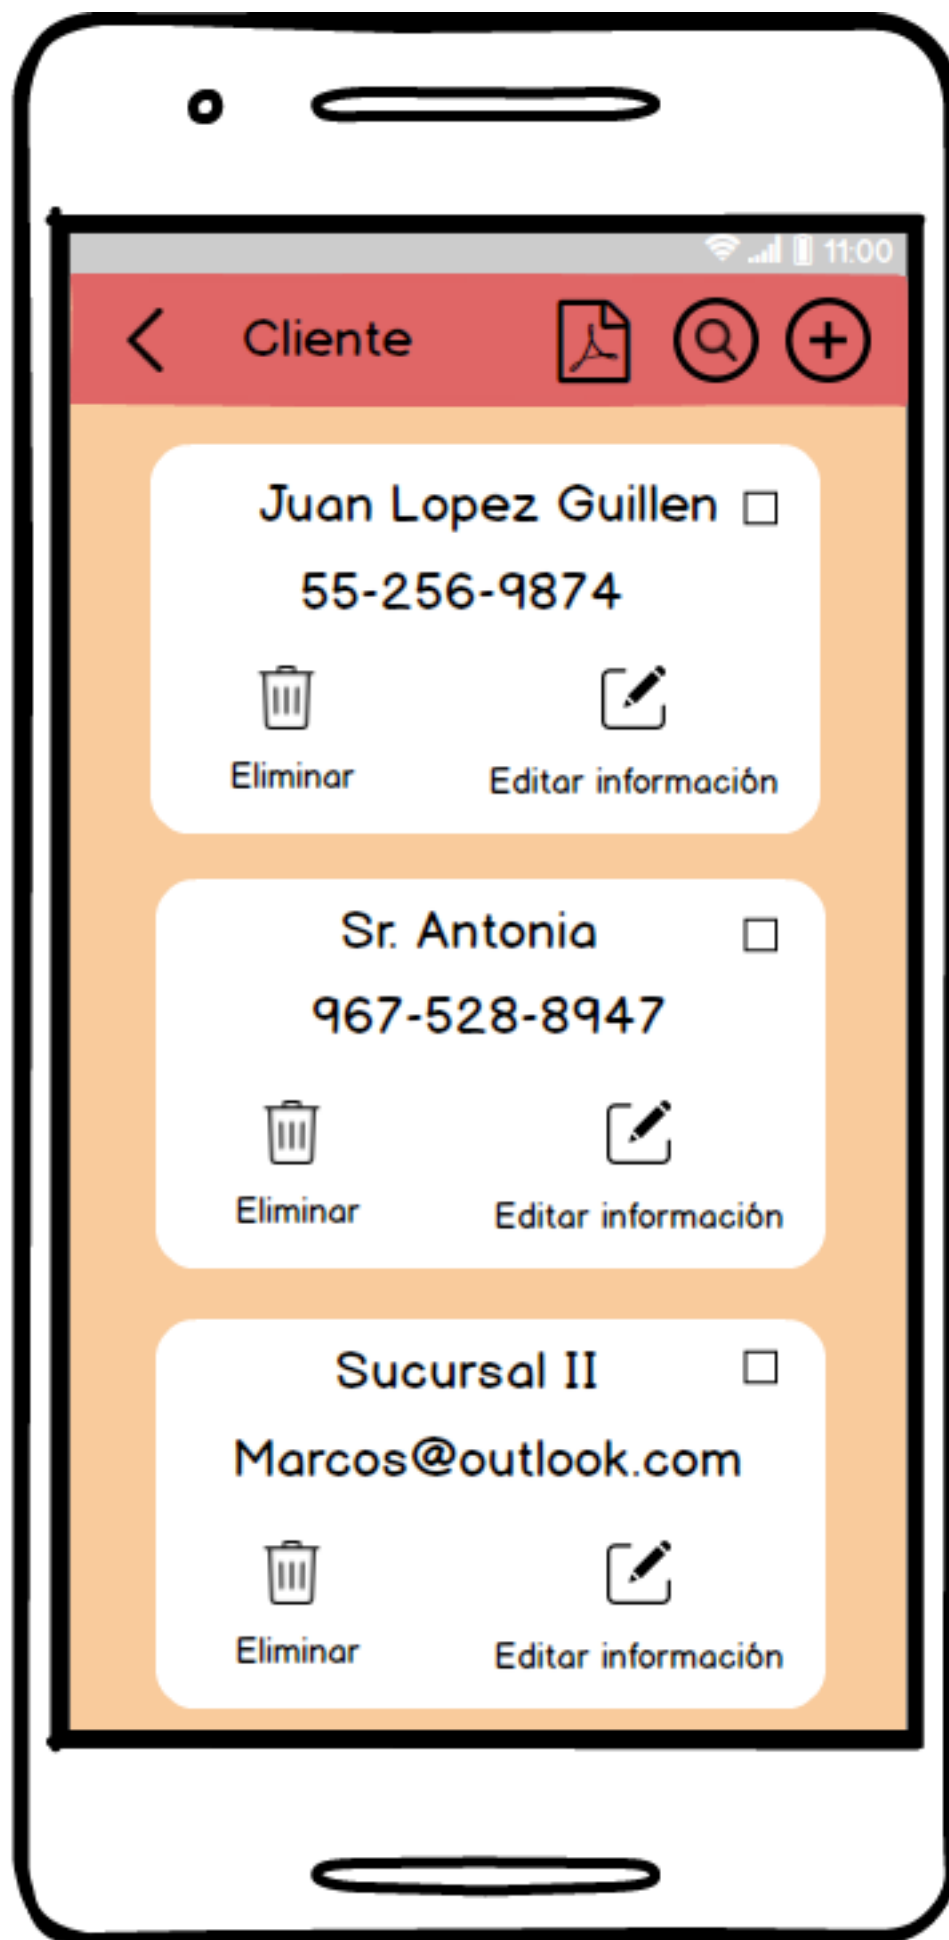 11:00
Cliente
Juan Lopez Guillen
55-256-9874
Eliminar Editar información
Sr. Antonia
967-528-8947
Eliminar Editar información
Sucursal II
Marcos@outlook.com
Eliminar Editar información